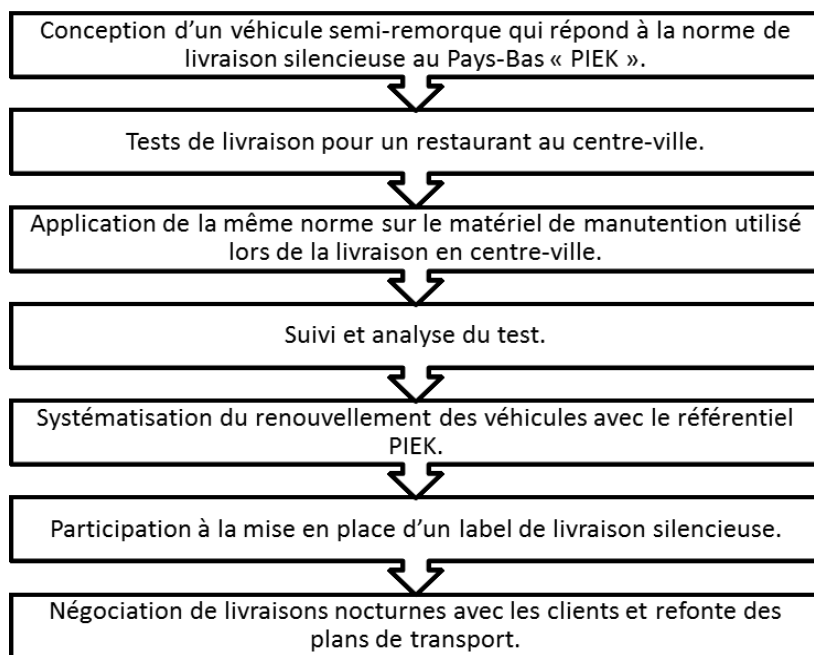 Conception d’un véhicule semi-remorque qui répond à la norme de
livraison silencieuse au Pays-Bas « PIEK ».
Tests de livraison pour un restaurant au centre-ville.
Application de la même norme sur le matériel de manutention utilisé
lors de la livraison en centre-ville.
Suivi et analyse du test.
Systématisation du renouvellement des véhicules avec le référentiel
PIEK.
Participation à la mise en place d’un label de livraison silencieuse.
Négociation de livraisons nocturnes avec les clients et refonte des
plans de transport.